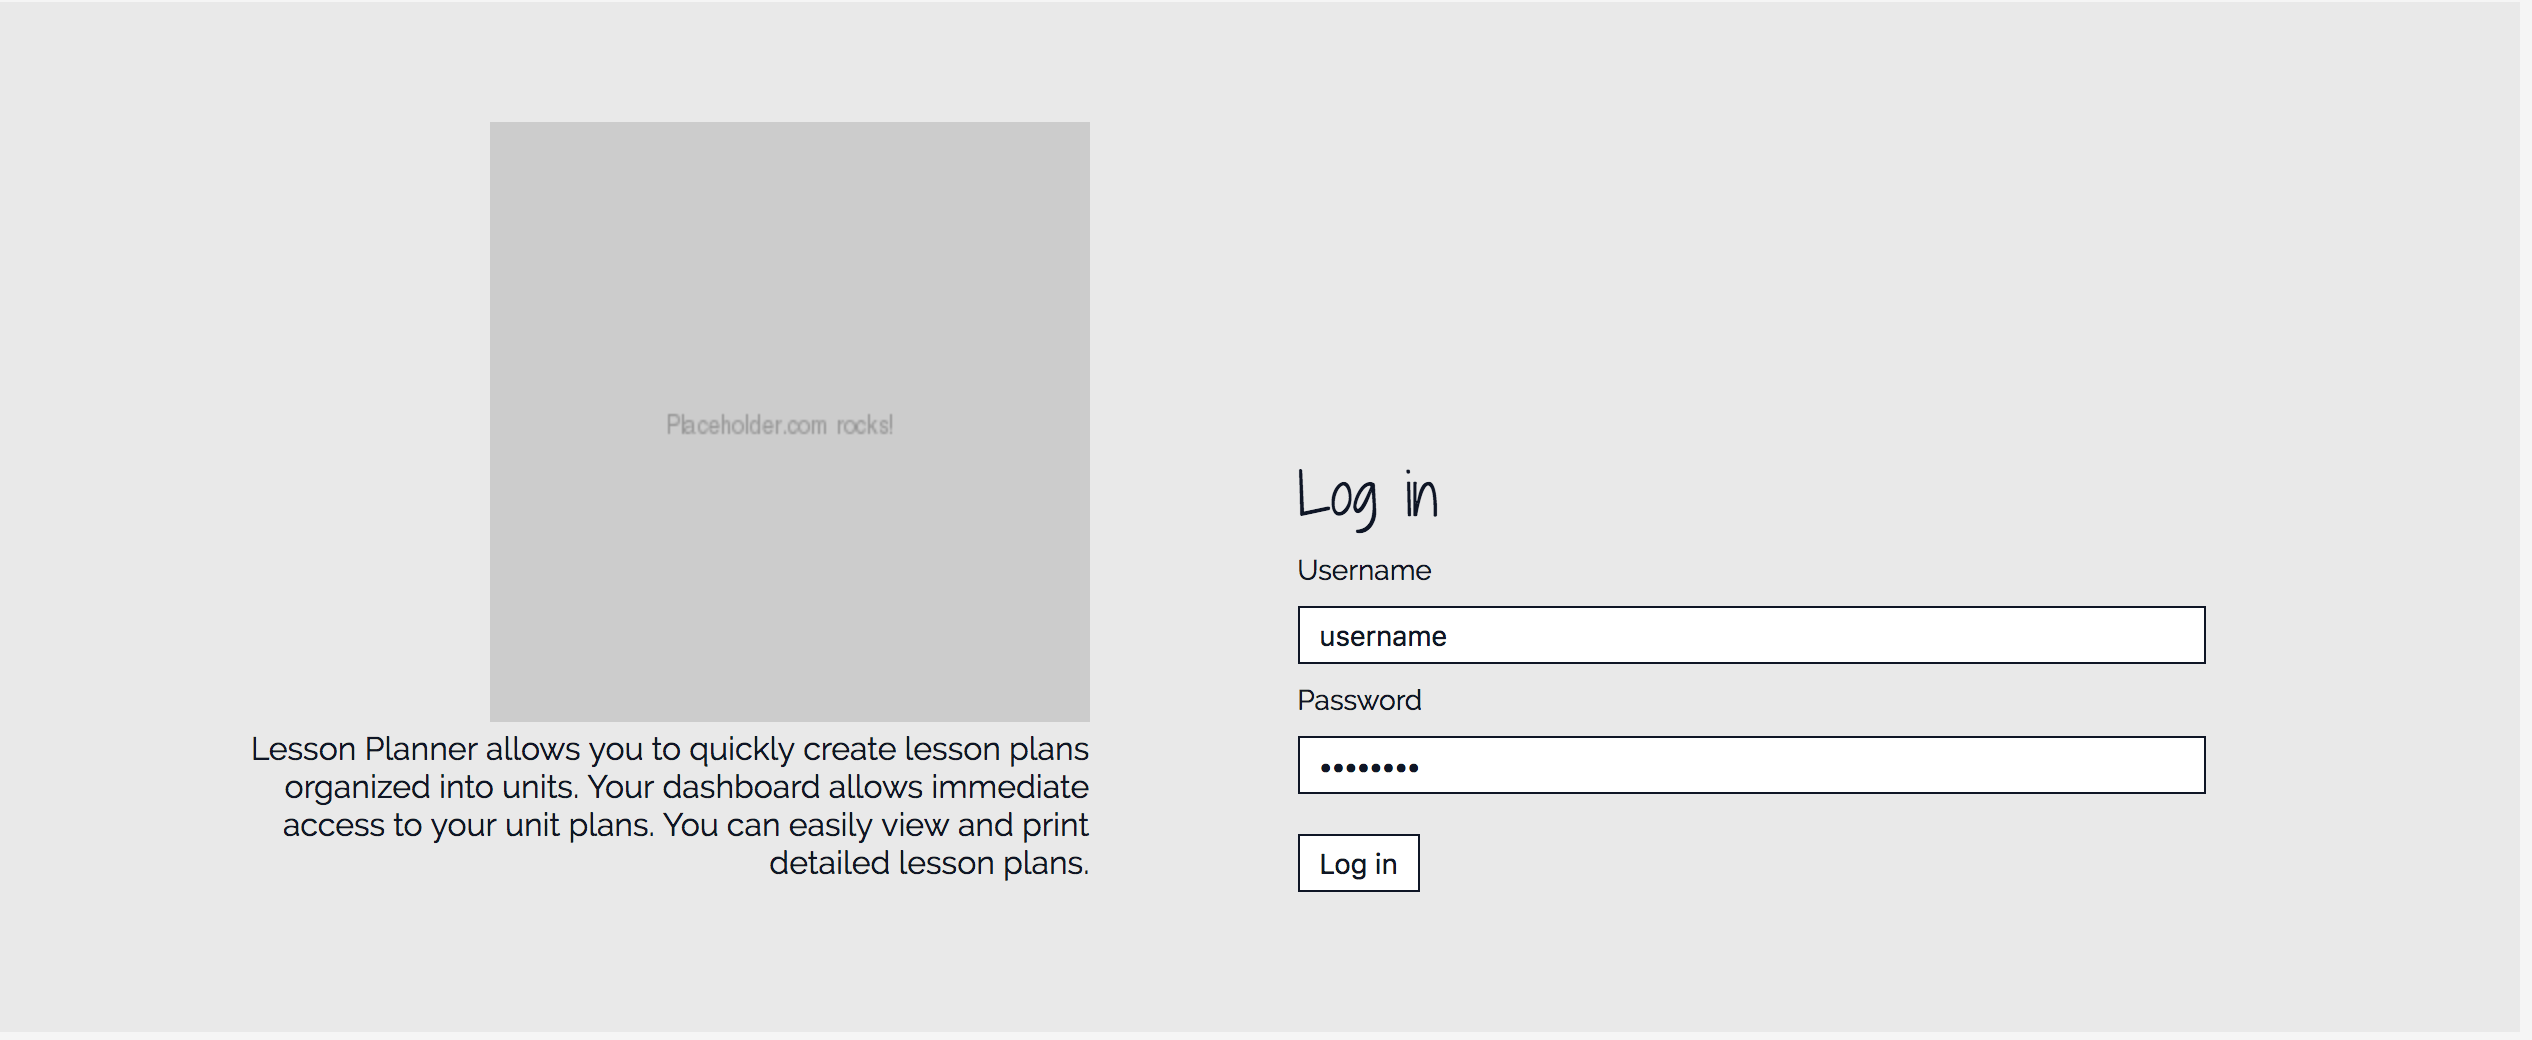 Placeholder.com rocks!
Lesson Planner allows you to quickly create lesson plans
organized into units. Your dashboard allows immediate
access to your unit plans. You can easily view and print
detailed lesson plans.
Log in
Username
username
Password
••••••••
Log in